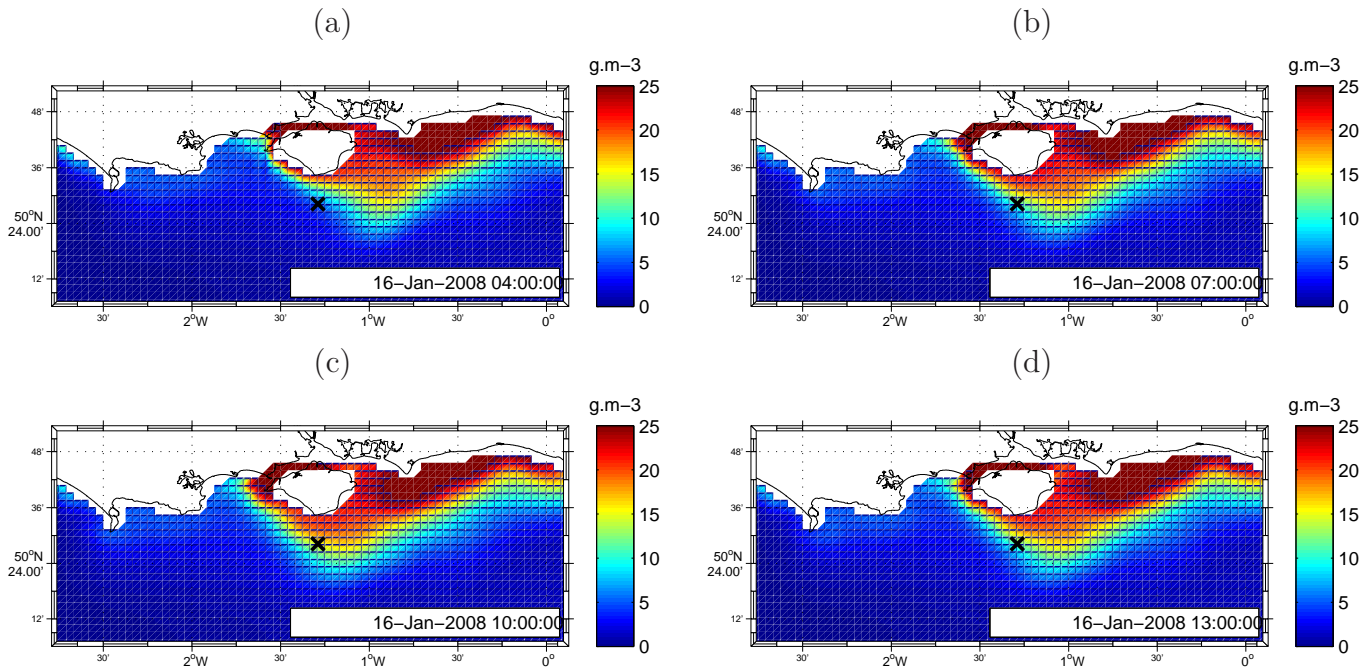 (a)
(b)
g.m−3
48'
36'
50°N
24.00'
12'
30'
2°W
30'
1°W
30'
0°
25
20
15
10
5
0
16−Jan−2008 04:00:00
g.m−3
48'
36'
50°N
24.00'
12'
30'
2°W
30'
1°W
30'
0°
25
20
15
10
5
0
16−Jan−2008 07:00:00
(c)
(d)
g.m−3
48'
36'
50°N
24.00'
12'
30'
2°W
30'
1°W
30'
0°
25
20
15
10
5
0
16−Jan−2008 10:00:00
g.m−3
48'
36'
50°N
24.00'
12'
30'
2°W
30'
1°W
30'
0°
25
20
15
10
5
0
16−Jan−2008 13:00:00